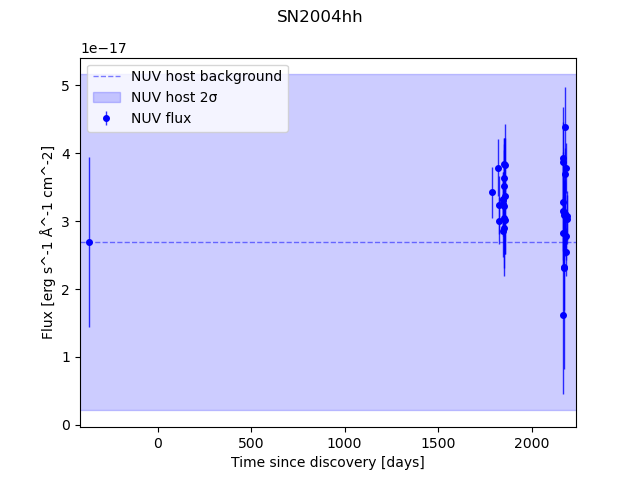 SN2004hh
1e−17
NUV host background
NUV host 2σ
NUV flux
5
4
3
2
1
0
Flux [erg s^-1 Å^-1 cm^-2]
0
500
1000
1500
2000
Time since discovery [days]